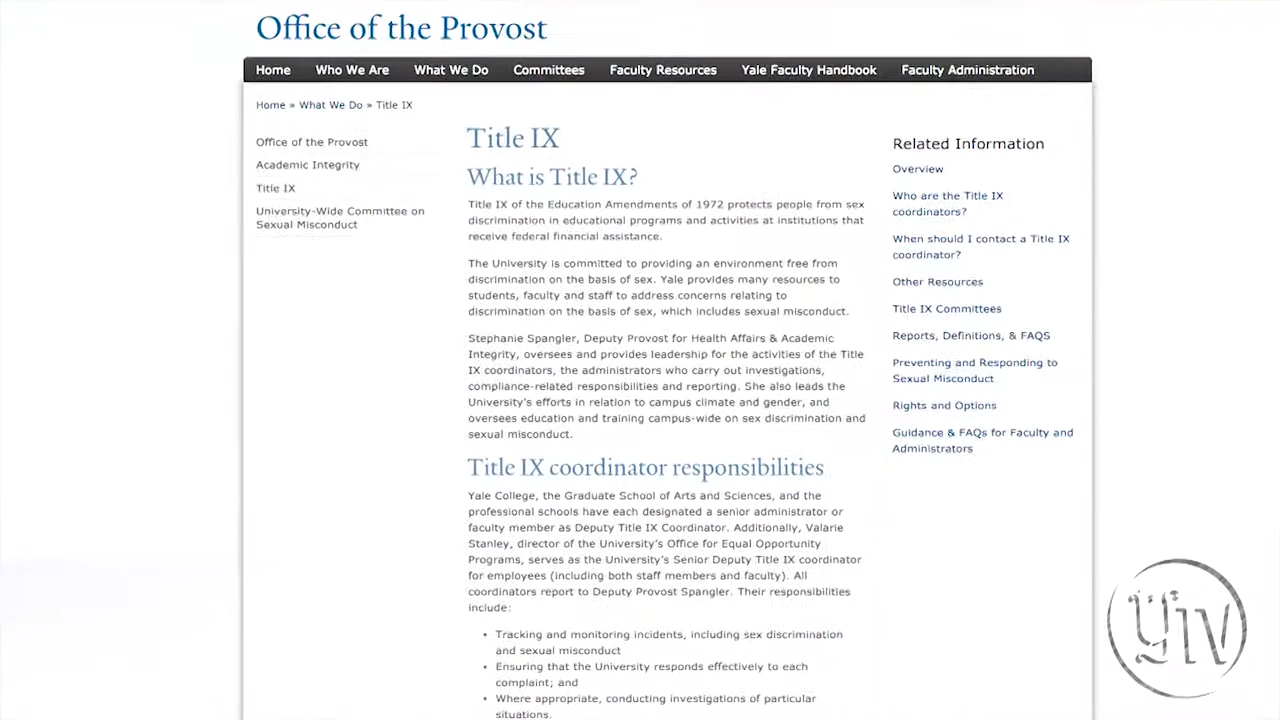 Office of the Provost
Home Who We Are What We Do Committees Faculty Resources Yale Faculty Handbook Faculty Administration
Home » What We Do » Title IX
Office of the Provost
Academic Integrity
Title IX
University-Wide Committee on
Sexual Misconduct
Title IX
What is Title IX?
Title IX of the Education Amendments of 1972 protects people from sex
discrimination in educational programs and activities at institutions that
receive federal financial assistance.
The University is committed to providing an environment free from
discrimination on the basis of sex. Yale provides many resources to
students, faculty and staff to address concerns relating to
discrimination on the basis of sex, which includes sexual misconduct.
Stephanie Spangler, Deputy Provost for Health Affairs & Academic
Integrity, oversees and provides leadership for the activities of the Title
IX coordinators, the administrators who carry out investigations,
compliance-related responsibilities and reporting. She also leads the
University's efforts in relation to campus climate and gender, and
oversees education and training campus-wide on sex discrimination and
sexual misconduct.
Title IX coordinator responsibilities
Yale College, the Graduate School of Arts and Sciences, and the
professional schools have each designated a senior administrator or
faculty member as Deputy Title IX Coordinator. Additionally, Valarie
Stanley, director of the University's Office for Equal Opportunity
Programs, serves as the University's Senior Deputy Title IX coordinator
for employees (including both staff members and faculty). All
coordinators report to Deputy Provost Spangler. Their responsibilities
include:
• Tracking and monitoring incidents, including sex discrimination
and sexual misconduct
• Ensuring that the University responds effectively to each
complaint; and
• Where appropriate, conducting investigations of particular
situations.
Related Information
Overview
Who are the Title IX
coordinators?
When should I contact a Title IX
coordinator?
Other Resources
Title IX Committees
Reports, Definitions, & FAQS
Preventing and Responding to
Sexual Misconduct
Rights and Options
Guidance & FAQs for Faculty and
Administrators
YTV